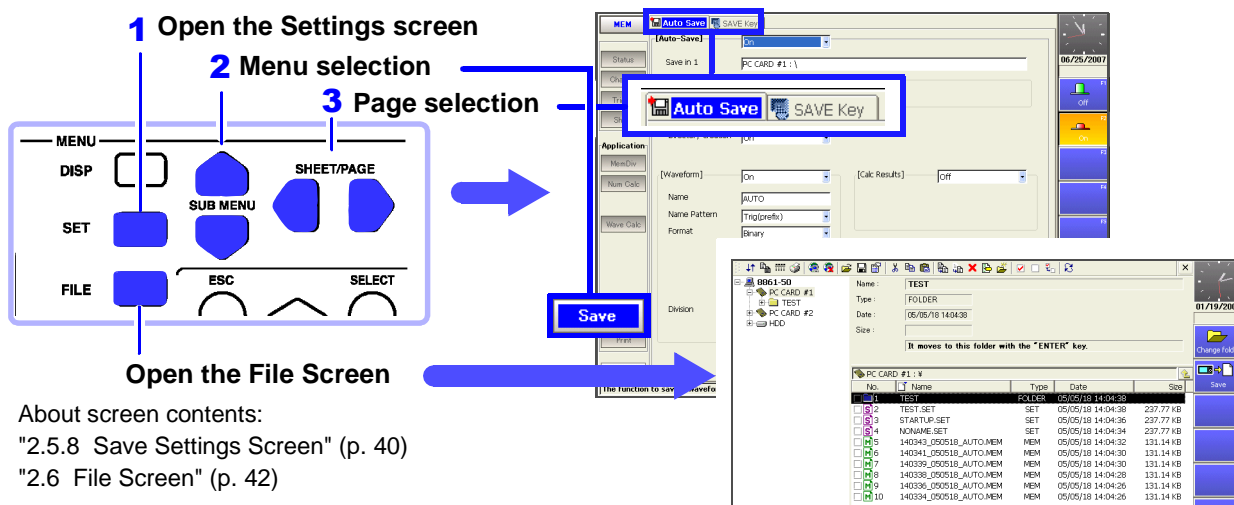 1 Open the Settings screen
2 Menu selection
3 Page selection
MENU
DISP
SUB MENU
SHEET/PAGE
SET
FILE
ESC
SELECT
Open the File Screen
About screen contents:
"2.5.8 Save Settings Screen" (p. 40)
"2.6 File Screen" (p. 42)
MEM
Auto Save
SAVE Key
[Auto-Save]
On
Status
Save in 1
PC CARD #1 : \
06/25/2007
F1
Off
On
Auto Save
SAVE Key
On
Application
MemDiv
Num Calc
Wave Calc
[Waveform]
On
[Calc Results]
Off
Name
AUTO
Name Pattern
Trig(prefix)
Format
Binary
Division
Save
Print
The function to save
8861-50
PC CARD #1
TEST
PC CARD #2
HDD
Name :
TEST
Type :
FOLDER
Date :
05/05/18 14:04:38
Size :
It moves to this folder with the "ENTER" key.
01/19/200
Change fold
Save
PC CARD #1 : ¥
No. Name Type Date Size
1 TEST FOLDER 05/05/18 14:04:38
2 TEST.SET SET 05/05/18 14:04:38 237.77 KB
3 STARTUP.SET SET 05/05/18 14:04:36 237.77 KB
4 NONAME.SET SET 05/05/18 14:04:34 237.77 KB
5 140343_050518_AUTO.MEM MEM 05/05/18 14:04:32 131.14 KB
6 140341_050518_AUTO.MEM MEM 05/05/18 14:04:30 131.14 KB
7 140339_050518_AUTO.MEM MEM 05/05/18 14:04:30 131.14 KB
8 140338_050518_AUTO.MEM MEM 05/05/18 14:04:28 131.14 KB
9 140336_050518_AUTO.MEM MEM 05/05/18 14:04:26 131.14 KB
10 140334_050518_AUTO.MEM MEM 05/05/18 14:04:26 131.14 KB